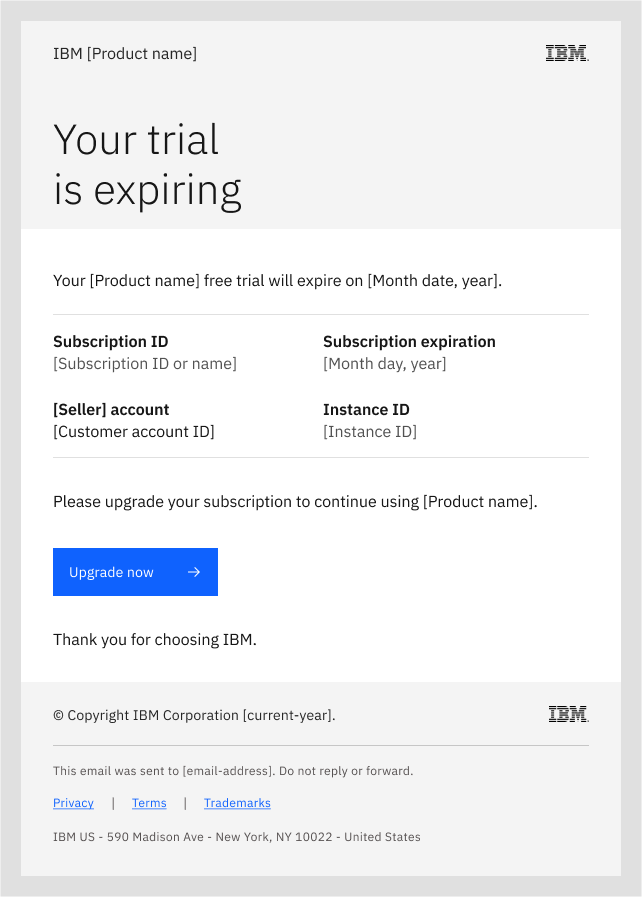 IBM [Product name]
IBM
Your trial
is expiring
Your [Product name] free trial will expire on [Month date, year].
Subscription ID
[Subscription ID or name]
Subscription expiration
[Month day, year]
[Seller] account
[Customer account ID]
Instance ID
[Instance ID]
Please upgrade your subscription to continue using [Product name].
Upgrade now →
Thank you for choosing IBM.
© Copyright IBM Corporation [current-year].
IBM
This email was sent to [email-address]. Do not reply or forward.
Privacy | Terms | Trademarks
IBM US - 590 Madison Ave - New York, NY 10022 - United States